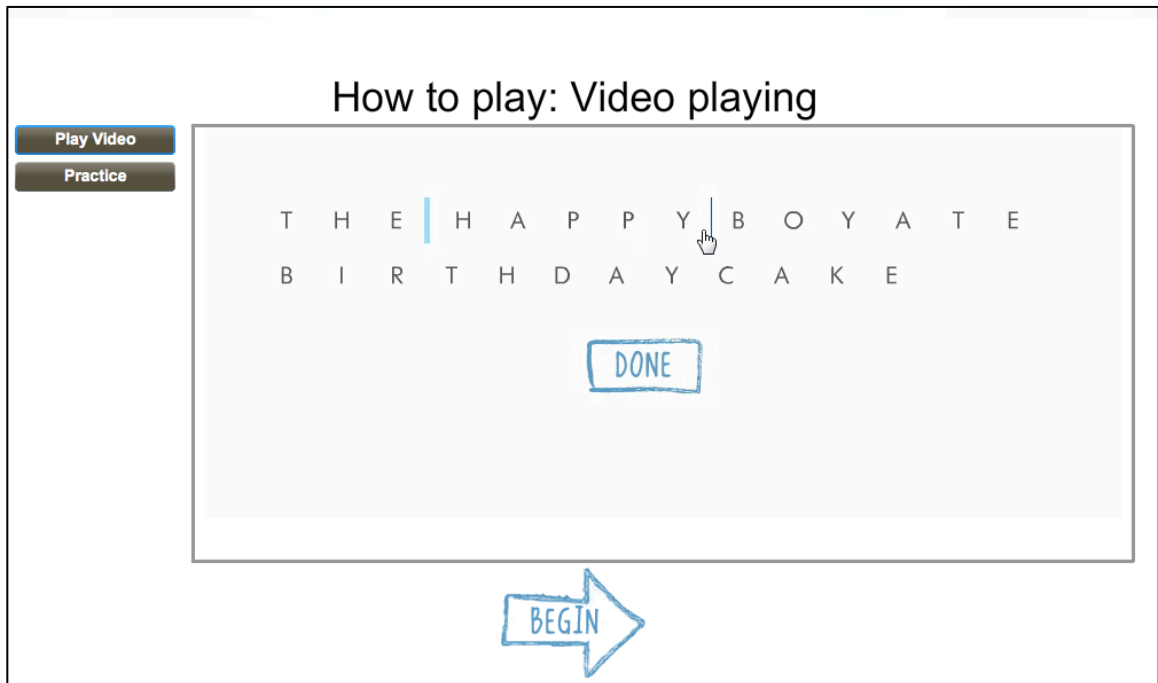 How to play: Video playing
Play Video
Practice
T H E H A P P Y B O Y A T E
B I R T H D A Y C A K E
DONE
BEGIN